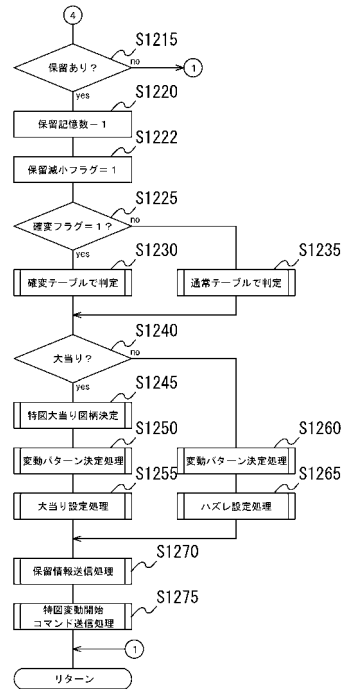 4
S1215
保留あり？
no
1
yes
S1220
保留記憶数－1
S1222
保留減小フラグ＝1
S1225
確変フラグ＝1？
no
yes
S1230
S1235
確変テーブルで判定
通常テーブルで判定
S1240
大当り？
no
yes
S1245
特図大当り図柄決定
S1250
S1260
変動パターン決定処理
変動パターン決定処理
S1255
S1265
大当り設定処理
ハズレ設定処理
S1270
保留情報送信処理
S1275
特図変動開始
コマンド送信処理
1
リターン